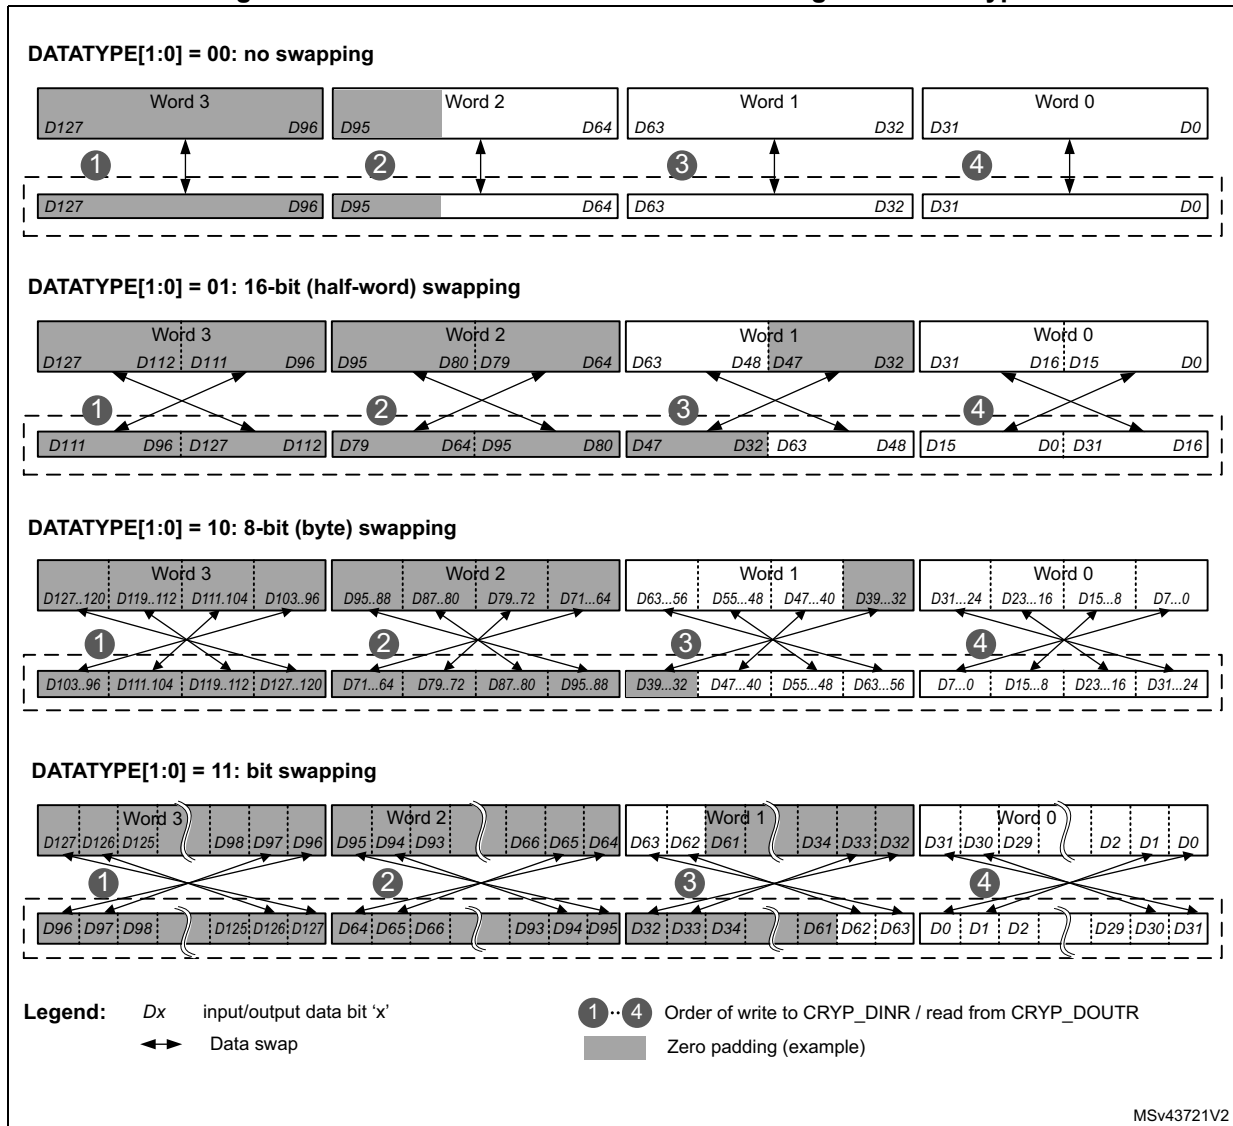 DATATYPE[1:0] = 00: no swapping
Word 3 Word 2 Word 1 Word 0
D127 D96 D95 D64 D63 D32 D31 D0
1 2 3 4
D127 D96 D95 D64 D63 D32 D31 D0
DATATYPE[1:0] = 01: 16-bit (half-word) swapping
Word 3 Word 2 Word 1 Word 0
D127 D112 D111 D96 D95 D80 D79 D64 D63 D48 D47 D32 D31 D16 D15 D0
1 2 3 4
D111 D96 D127 D112 D79 D64 D95 D80 D47 D32 D63 D48 D15 D0 D31 D16
DATATYPE[1:0] = 10: 8-bit (byte) swapping
Word 3 Word 2 Word 1 Word 0
D127..120 D119..112 D111.104 D103..96 D95..88 D87..80 D79..72 D71...64 D63...56 D55...48 D47...40 D39...32 D31...24 D23...16 D15...8 D7...0
1 2 3 4
D103..96 D111.104 D119..112 D127..120 D71...64 D79..72 D87..80 D95..88 D39...32 D47...40 D55...48 D63...56 D7...0 D15...8 D23...16 D31...24
DATATYPE[1:0] = 11: bit swapping
Word 3 Word 2 Word 1 Word 0
D127 D126 D125 D98 D97 D96 D95 D94 D93 D66 D65 D64 D63 D62 D61 D34 D33 D32 D31 D30 D29 D2 D1 D0
1 2 3 4
D96 D97 D98 D125 D126 D127 D64 D65 D66 D93 D94 D95 D32 D33 D34 D61 D62 D63 D0 D1 D2 D29 D30 D31
Legend: Dx input/output data bit ‘x’ 1··4 Order of write to CRYP_DINR / read from CRYP_DOUTR
Data swap Zero padding (example)
MSv43721V2